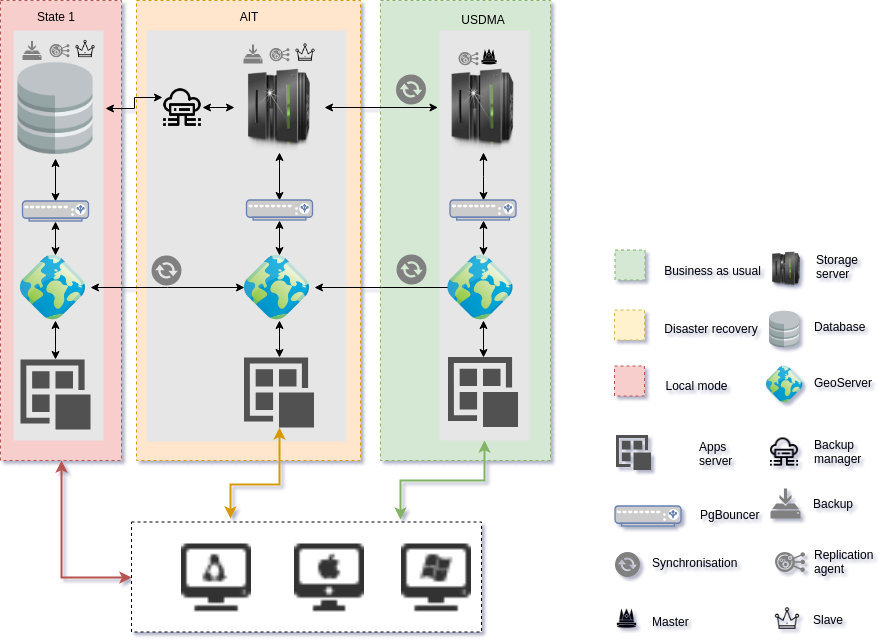 State 1
AIT
USDMA
Business as usual
Storage
server
Disaster recovery
Database
Local mode
GeoServer
Apps
server
Backup
manager
PgBouncer
Backup
Synchronisation
Replication
agent
Master
Slave